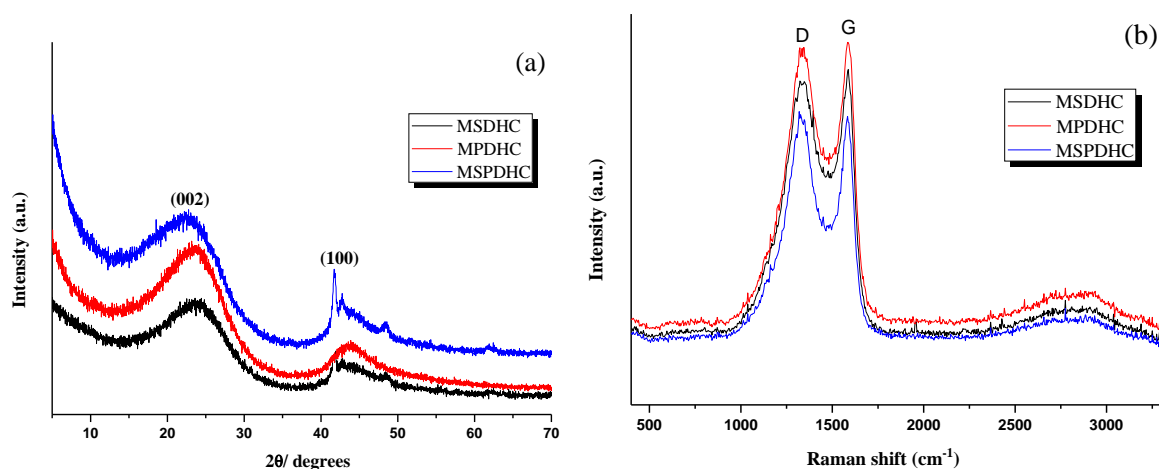 (a)
MSDHC
MPDHC
MSPDHC
(002)
(100)
Intensity (a.u.)
10 20 30 40 50 60 70
2θ/ degrees
D G
(b)
MSDHC
MPDHC
MSPDHC
Intensity (a.u.)
500 1000 1500 2000 2500 3000
Raman shift (cm⁻¹)